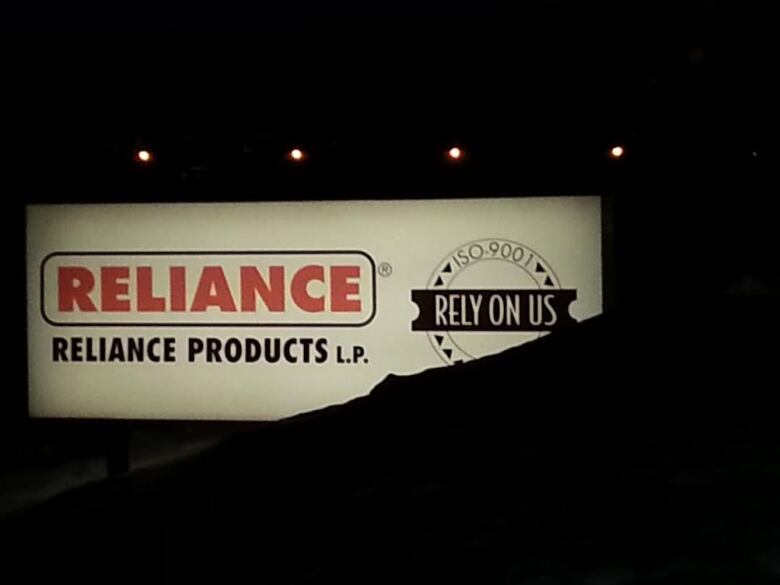 RELIANCE®
RELIANCE PRODUCTS L.P.
ISO-9001
RELY ON US